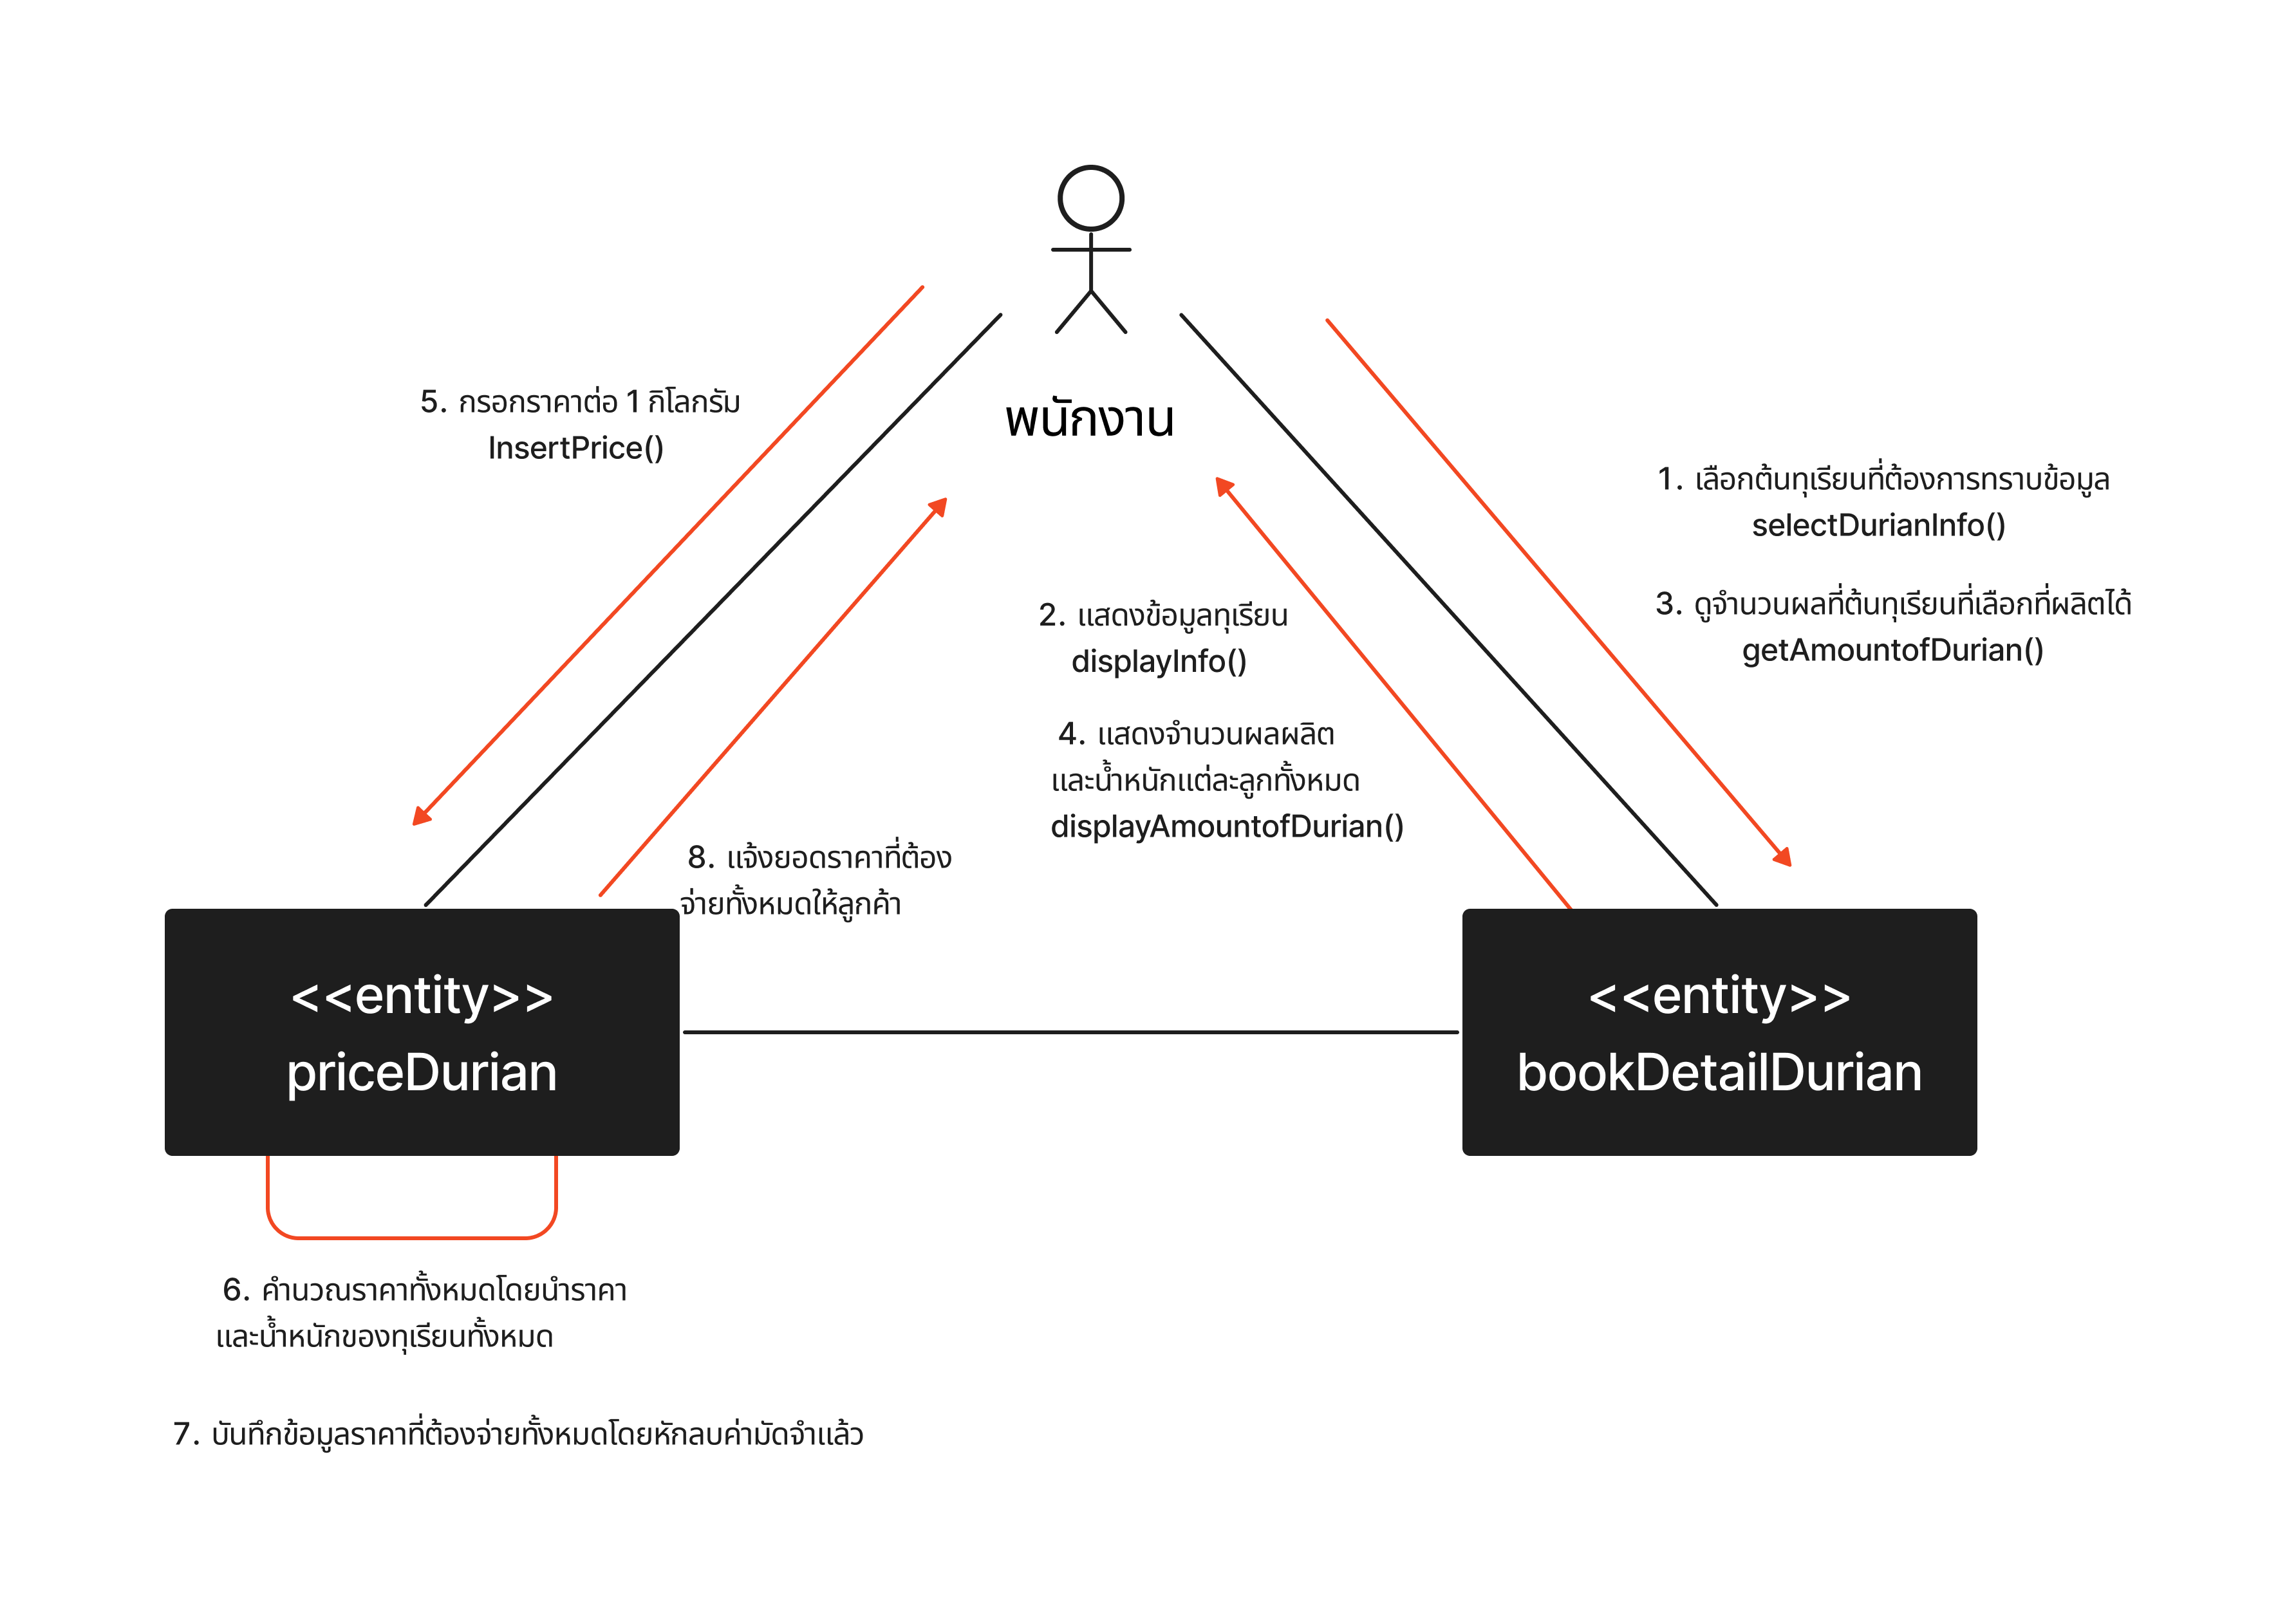 พนักงาน
5. กรอกราคาต่อ 1 กิโลกรัม
InsertPrice()
1. เลือกต้นทุเรียนที่ต้องการทราบข้อมูล
selectDurianInfo()
3. ดูจำนวนผลที่ต้นทุเรียนที่เลือกที่ผลิตได้
getAmountofDurian()
2. แสดงข้อมูลทุเรียน
displayInfo()
4. แสดงจำนวนผลผลิต
และน้ำหนักแต่ละลูกทั้งหมด
displayAmountofDurian()
8. แจ้งยอดราคาที่ต้อง
จ่ายทั้งหมดให้ลูกค้า
<<entity>>
priceDurian
<<entity>>
bookDetailDurian
6. คำนวณราคาทั้งหมดโดยนำราคา
และน้ำหนักของทุเรียนทั้งหมด
7. บันทึกข้อมูลราคาที่ต้องจ่ายทั้งหมดโดยหักลบค่ามัดจำแล้ว